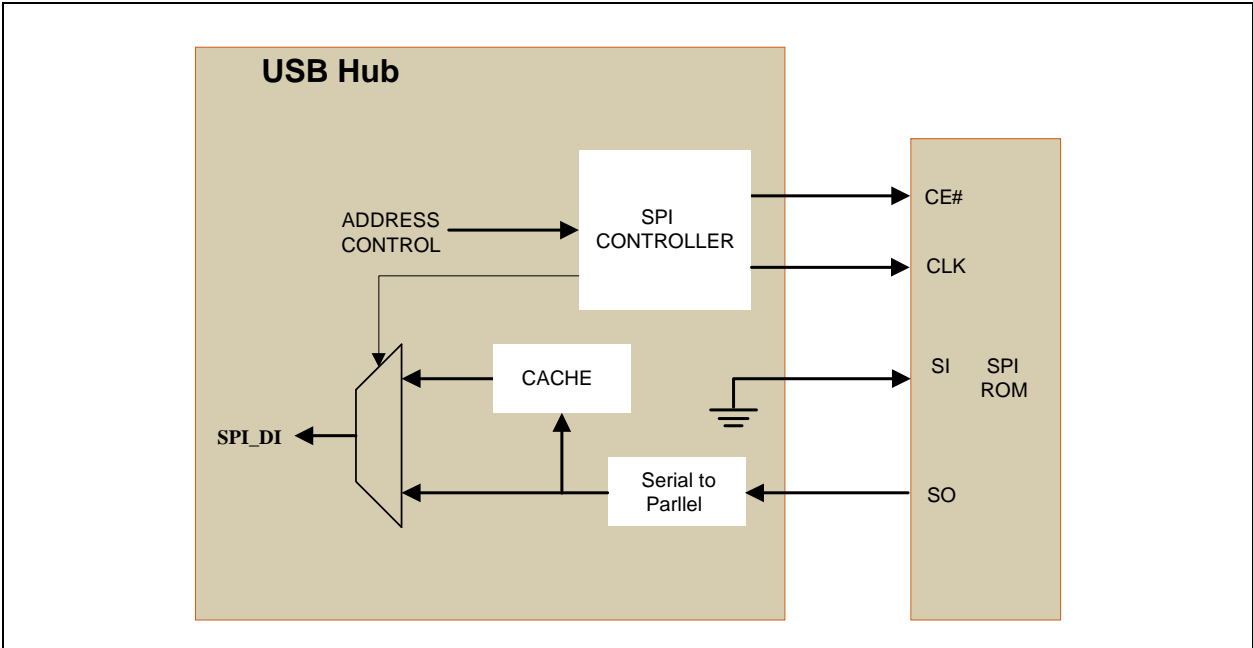 USB Hub
ADDRESS
CONTROL
SPI
CONTROLLER
CE#
CLK
CACHE
SI
SPI
ROM
SPI_DI
Serial to
Parllel
SO